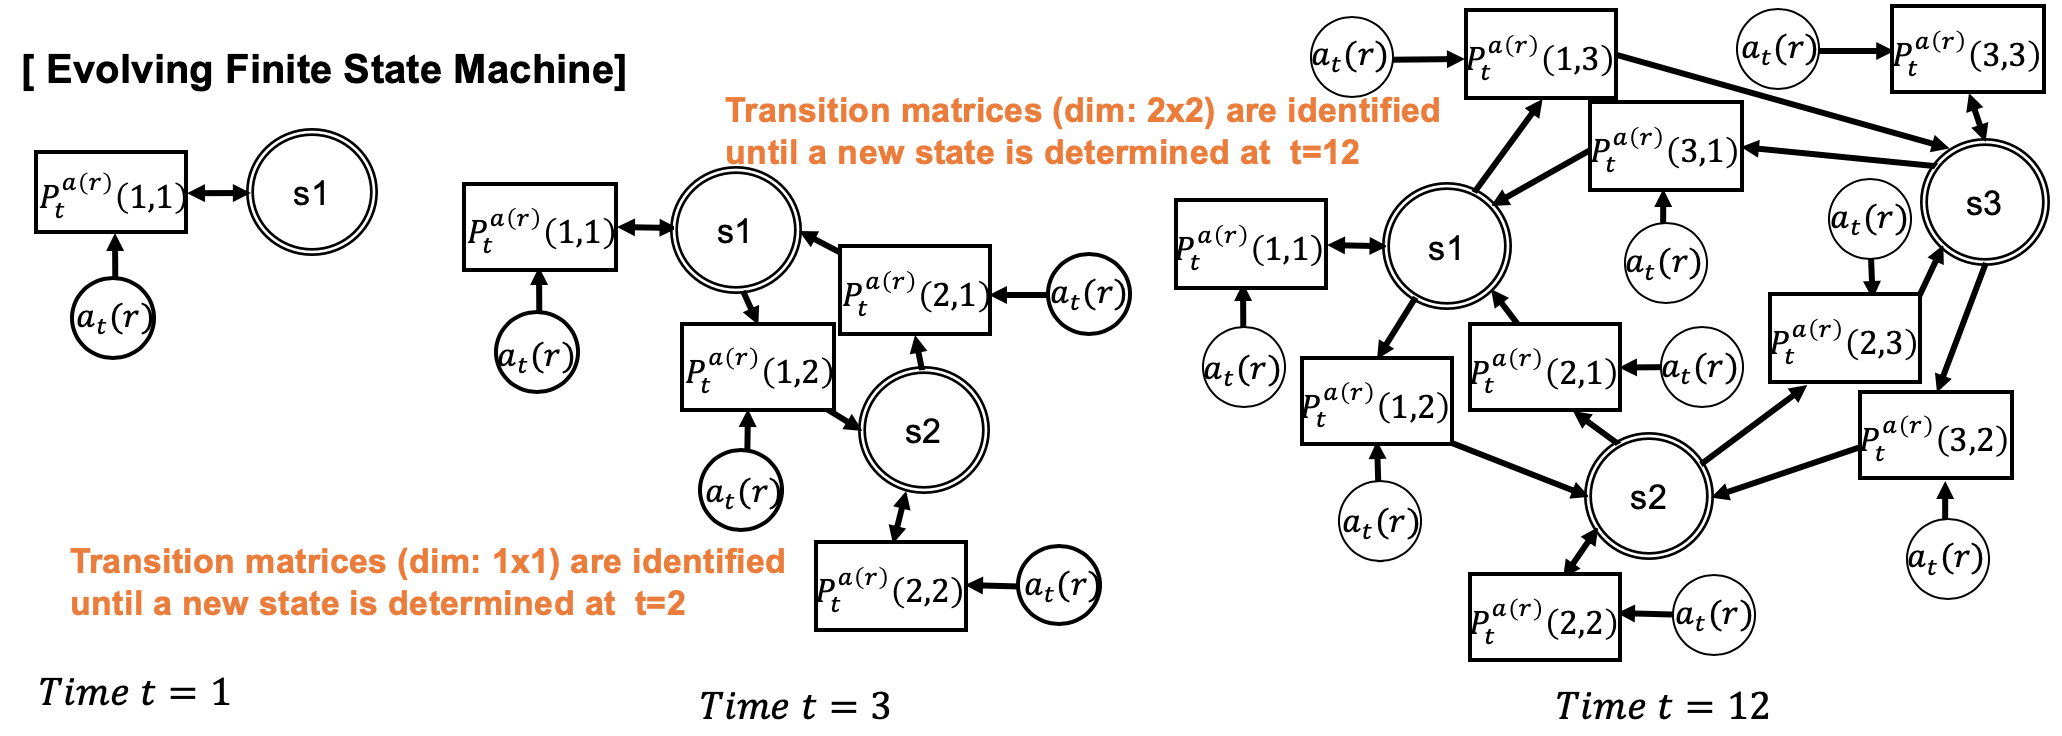 [ Evolving Finite State Machine]
P_t^{a(r)}(1,1)
s1
a_t(r)
Transition matrices (dim: 1x1) are identified
until a new state is determined at t=2
Time t = 1
P_t^{a(r)}(1,1)
s1
a_t(r)
P_t^{a(r)}(2,1)
a_t(r)
P_t^{a(r)}(1,2)
a_t(r)
s2
P_t^{a(r)}(2,2)
a_t(r)
Time t = 3
Transition matrices (dim: 2x2) are identified
until a new state is determined at t=12
a_t(r)
P_t^{a(r)}(1,3)
a_t(r)
P_t^{a(r)}(3,3)
P_t^{a(r)}(3,1)
a_t(r)
s3
P_t^{a(r)}(1,1)
a_t(r)
s1
a_t(r)
P_t^{a(r)}(2,3)
P_t^{a(r)}(1,2)
a_t(r)
P_t^{a(r)}(2,1)
a_t(r)
P_t^{a(r)}(3,2)
a_t(r)
s2
P_t^{a(r)}(2,2)
a_t(r)
Time t = 12